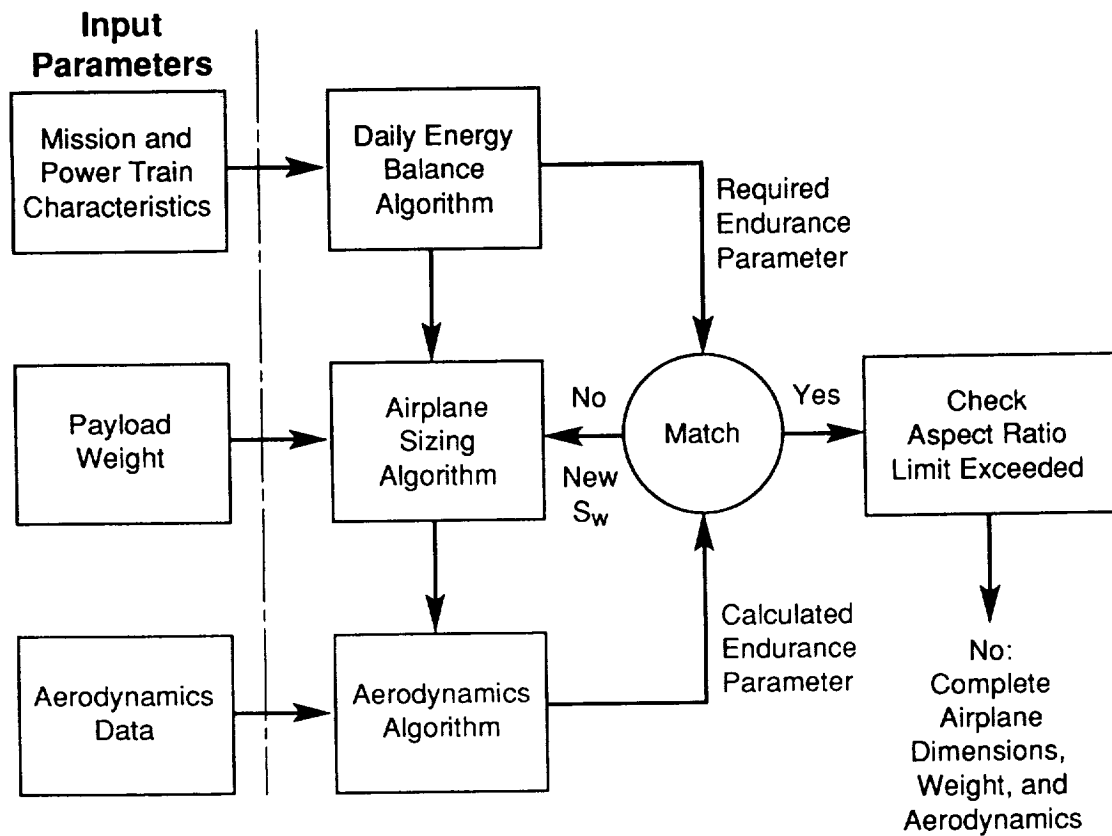 Input
Parameters
Mission and
Power Train
Characteristics
Daily Energy
Balance
Algorithm
Required
Endurance
Parameter
Payload
Weight
Airplane
Sizing
Algorithm
No
New
Sw
Match
Yes
Check
Aspect Ratio
Limit Exceeded
Aerodynamics
Data
Aerodynamics
Algorithm
Calculated
Endurance
Parameter
No:
Complete
Airplane
Dimensions,
Weight, and
Aerodynamics